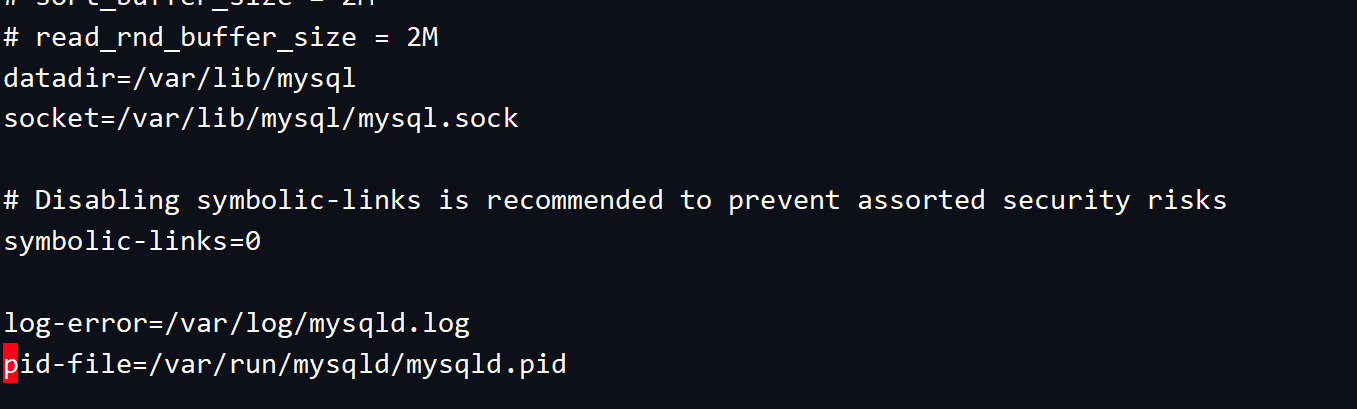 # sort_buffer_size = 2M
# read_rnd_buffer_size = 2M
datadir=/var/lib/mysql
socket=/var/lib/mysql/mysql.sock
# Disabling symbolic-links is recommended to prevent assorted security risks
symbolic-links=0
log-error=/var/log/mysqld.log
pid-file=/var/run/mysqld/mysqld.pid